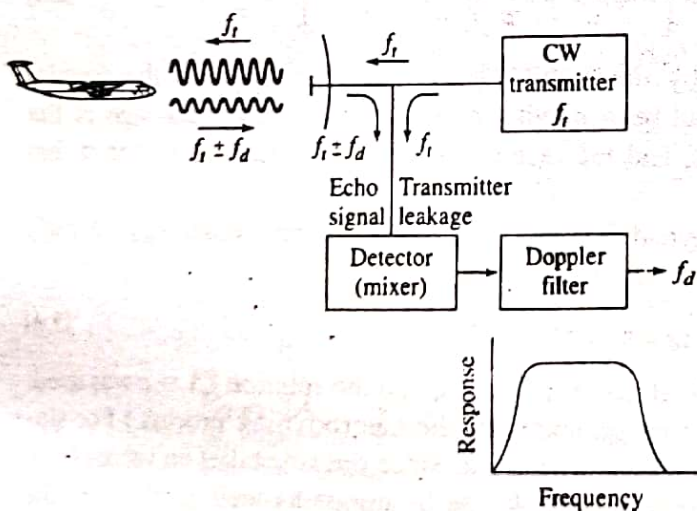 f_t
f_t
CW
transmitter
f_t
f_t ± f_d
f_t ± f_d
f_t
Echo
signal
Transmitter
leakage
Detector
(mixer)
Doppler
filter
f_d
Response
Frequency